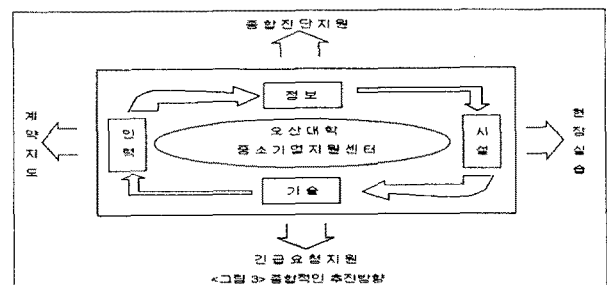 종합진단지원
정보
계약지도
인력
오산대학
중소기업지원센터
시설
현장실습
기술
긴급요청지원
<그림 3> 종합적인 추진방향